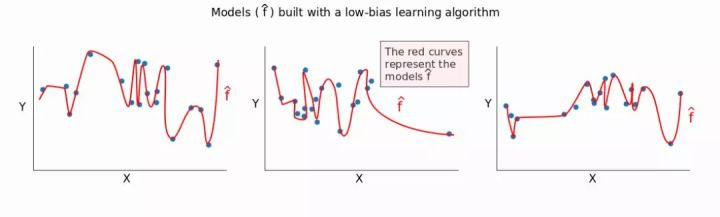 Models ( f̂ ) built with a low-bias learning algorithm
Y
f̂
X
The red curves
represent the
models f̂
Y
f̂
X
Y
f̂
X